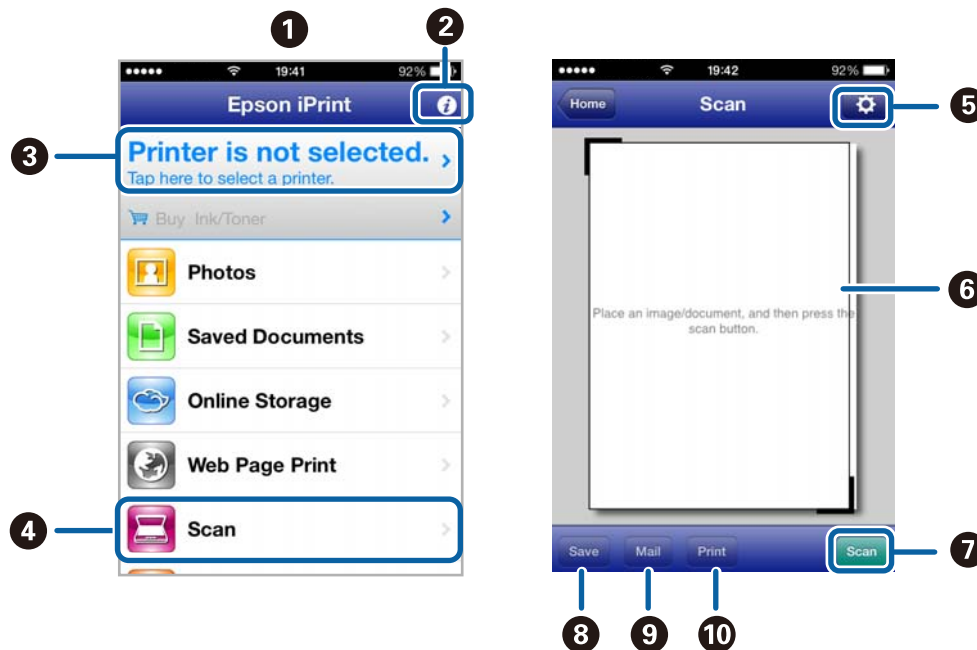 1
2
19:41
92%
Epson iPrint
i
3
Printer is not selected.
Tap here to select a printer.
Buy Ink/Toner
Photos
Saved Documents
Online Storage
Web Page Print
4
Scan
19:42
92%
Home
Scan
5
6
Place an image/document, and then press the
scan button.
Save
Mail
Print
Scan
7
8
9
10